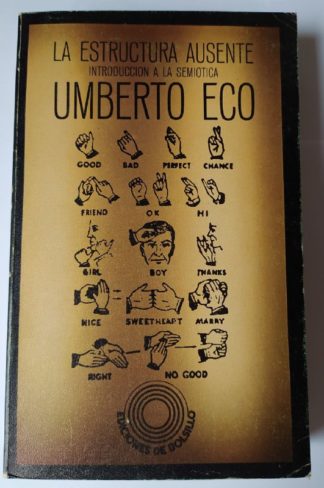 LA ESTRUCTURA AUSENTE
INTRODUCCION A LA SEMIOTICA
UMBERTO ECO
GOOD BAD PERFECT CHANCE
FRIEND OK HI
GIRL BOY THANKS
NICE SWEETHEART MARRY
RIGHT NO GOOD
EDICIONES DE BOLSILLO